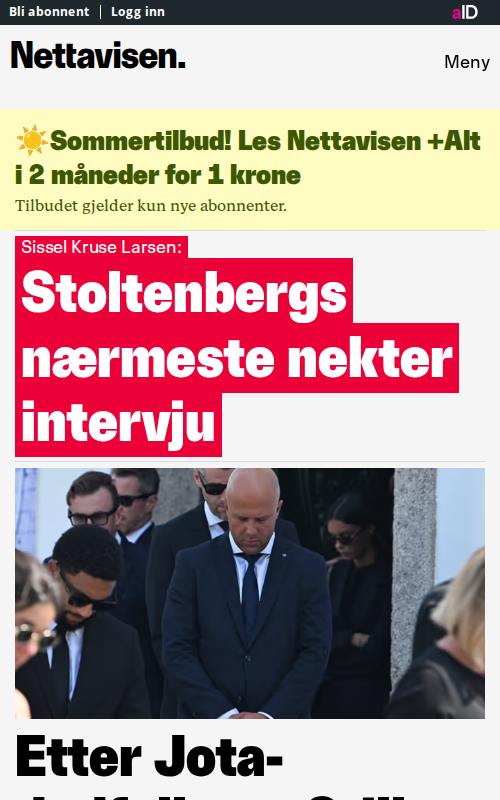 Bli abonnent
Logg inn
aID
Nettavisen.
Meny
Sommertilbud! Les Nettavisen +Alt
i 2 måneder for 1 krone
Tilbudet gjelder kun nye abonnenter.
Sissel Kruse Larsen:
Stoltenbergs
nærmeste nekter
intervju
Etter Jota-